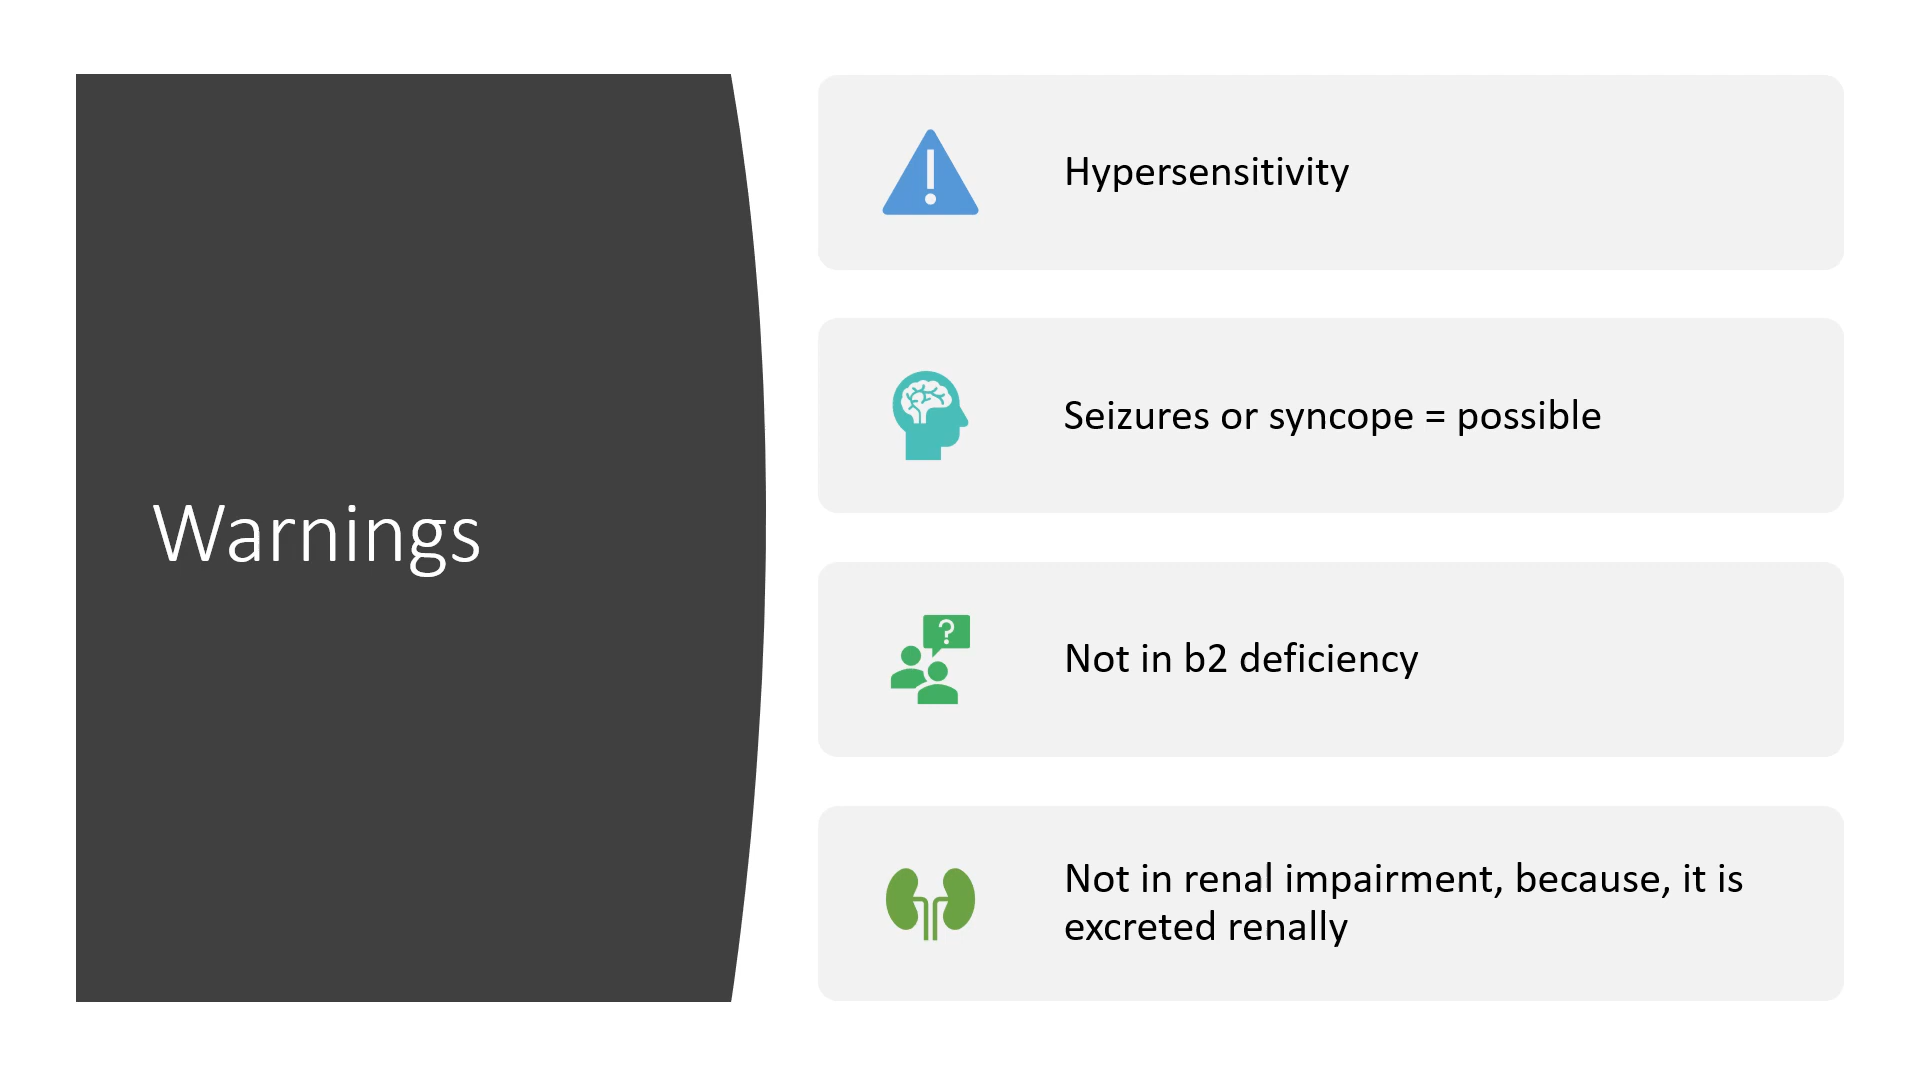 Warnings
Hypersensitivity
Seizures or syncope = possible
Not in b2 deficiency
Not in renal impairment, because, it is
excreted renally